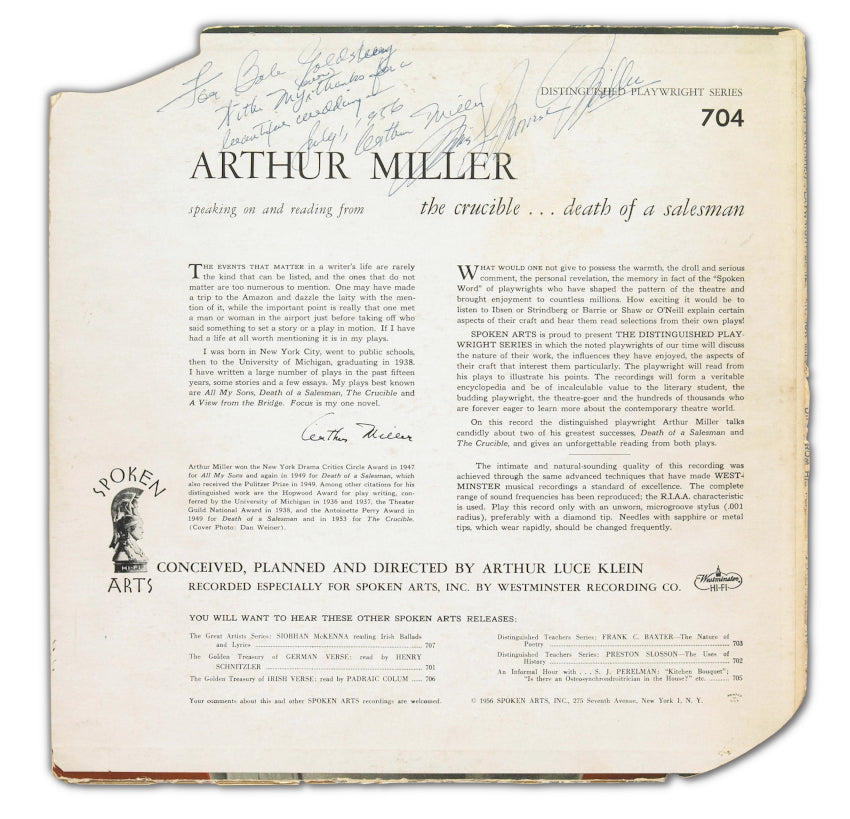 For Bob Goldburg
With my thanks for a
beautiful wedding
July 1, 1956
Arthur Miller
Miller
DISTINGUISHED PLAYWRIGHT SERIES
704
ARTHUR MILLER
speaking on and reading from the crucible . . . death of a salesman
THE EVENTS THAT MATTER in a writer's life are rarely
the kind that can be listed, and the ones that do not
matter are too numerous to mention. One may have made
a trip to the Amazon and dazzle the laity with the men-
tion of it, while the important point is really that one met
a man or woman in the airport just before taking off who
said something to set a story or a play in motion. If I have
had a life at all worth mentioning it is in my plays.
I was born in New York City, went to public schools,
then to the University of Michigan, graduating in 1938.
I have written a large number of plays in the past fifteen
years, some stories and a few essays. My plays best known
are All My Sons, Death of a Salesman, The Crucible and
A View from the Bridge. Focus is my one novel.
Arthur Miller
Arthur Miller won the New York Drama Critics Circle Award in 1947
for All My Sons and again in 1949 for Death of a Salesman, which
also received the Pulitzer Prize in 1949. Among other citations for his
distinguished work are the Hopwood Award for play writing, con-
ferred by the University of Michigan in 1936 and 1937, the Theater
Guild National Award in 1938, and the Antoinette Perry Award in
1949 for Death of a Salesman and in 1953 for The Crucible.
(Cover Photo: Dan Weiner).
WHAT WOULD ONE not give to possess the warmth, the droll and serious
comment, the personal revelation, the memory in fact of the "Spoken
Word" of playwrights who have shaped the pattern of the theatre and
brought enjoyment to countless millions. How exciting it would be to
listen to Ibsen or Strindberg or Barrie or Shaw or O'Neill explain certain
aspects of their craft and hear them read selections from their own plays!
SPOKEN ARTS is proud to present THE DISTINGUISHED PLAY-
WRIGHT SERIES in which the noted playwrights of our time will discuss
the nature of their work, the influences they have enjoyed, the aspects of
their craft that interest them particularly. The playwright will read from
his plays to illustrate his points. The recordings will form a veritable
encyclopedia and be of incalculable value to the literary student, the
budding playwright, the theatre-goer and the hundreds of thousands who
are forever eager to learn more about the contemporary theatre world.
On this record the distinguished playwright Arthur Miller talks
candidly about two of his greatest successes, Death of a Salesman and
The Crucible, and gives an unforgettable reading from both plays.
The intimate and natural-sounding quality of this recording was
achieved through the same advanced techniques that have made WEST-
MINSTER musical recordings a standard of excellence. The complete
range of sound frequencies has been reproduced; the R.I.A.A. characteristic
is used. Play this record only with an unworn, microgroove stylus (.001
radius), preferably with a diamond tip. Needles with sapphire or metal
tips, which wear rapidly, should be changed frequently.
SPOKEN
HI-FI
ARTS
CONCEIVED, PLANNED AND DIRECTED BY ARTHUR LUCE KLEIN
RECORDED ESPECIALLY FOR SPOKEN ARTS, INC. BY WESTMINSTER RECORDING CO.
Westminster
HI-FI
YOU WILL WANT TO HEAR THESE OTHER SPOKEN ARTS RELEASES:
The Great Artists Series: SIOBHAN McKENNA reading Irish Ballads
and Lyrics ........ 707
The Golden Treasury of GERMAN VERSE: read by HENRY
SCHNITZLER ........ 701
The Golden Treasury of IRISH VERSE: read by PADRAIC COLUM ..... 706
Distinguished Teachers Series: FRANK C. BAXTER—The Nature of
Poetry ........ 703
Distinguished Teachers Series: PRESTON SLOSSON—The Uses of
History ........ 702
An Informal Hour with . . . S. J. PERELMAN: "Kitchen Bouquet";
"Is there an Osteosynchrondroitrician in the House?" etc. ........ 705
Your comments about this and other SPOKEN ARTS recordings are welcomed.
© 1956 SPOKEN ARTS, INC., 275 Seventh Avenue, New York 1, N. Y.